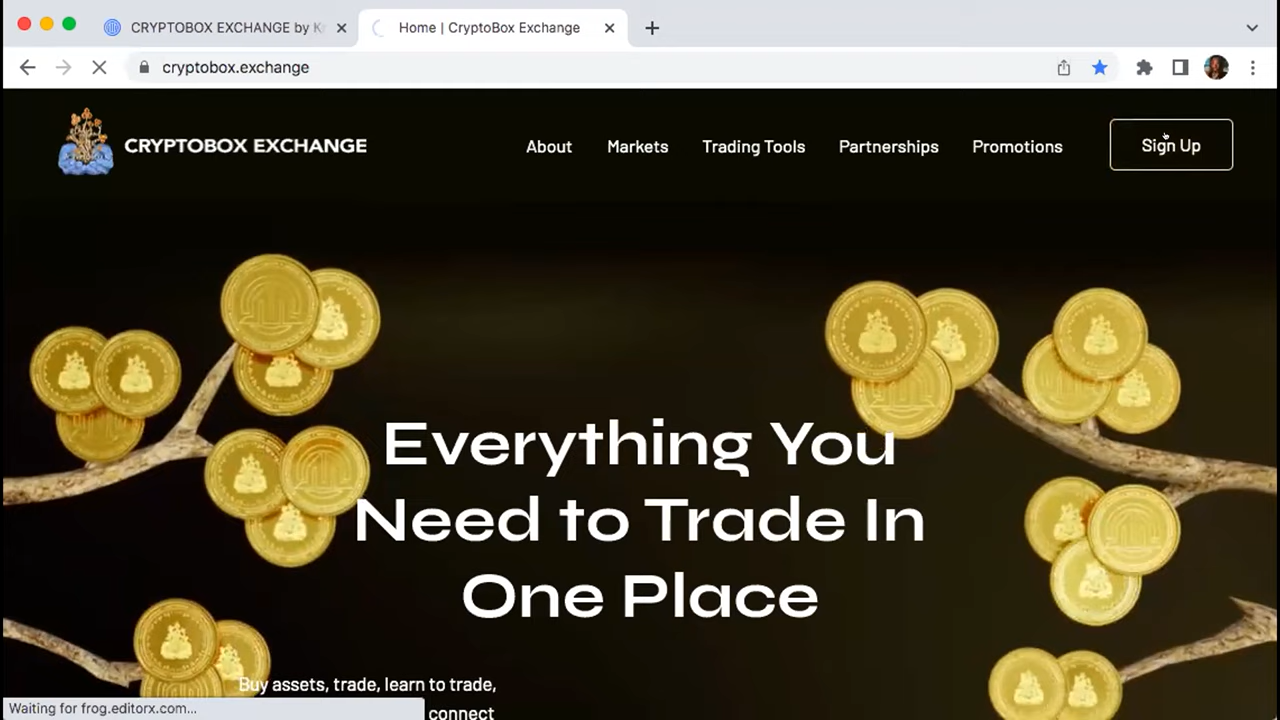 CRYPTOBOX EXCHANGE by K
Home | CryptoBox Exchange
cryptobox.exchange
CRYPTOBOX EXCHANGE
About
Markets
Trading Tools
Partnerships
Promotions
Sign Up
Everything You
Need to Trade In
One Place
Buy assets, trade, learn to trade,
connect
Waiting for frog.editorx.com...